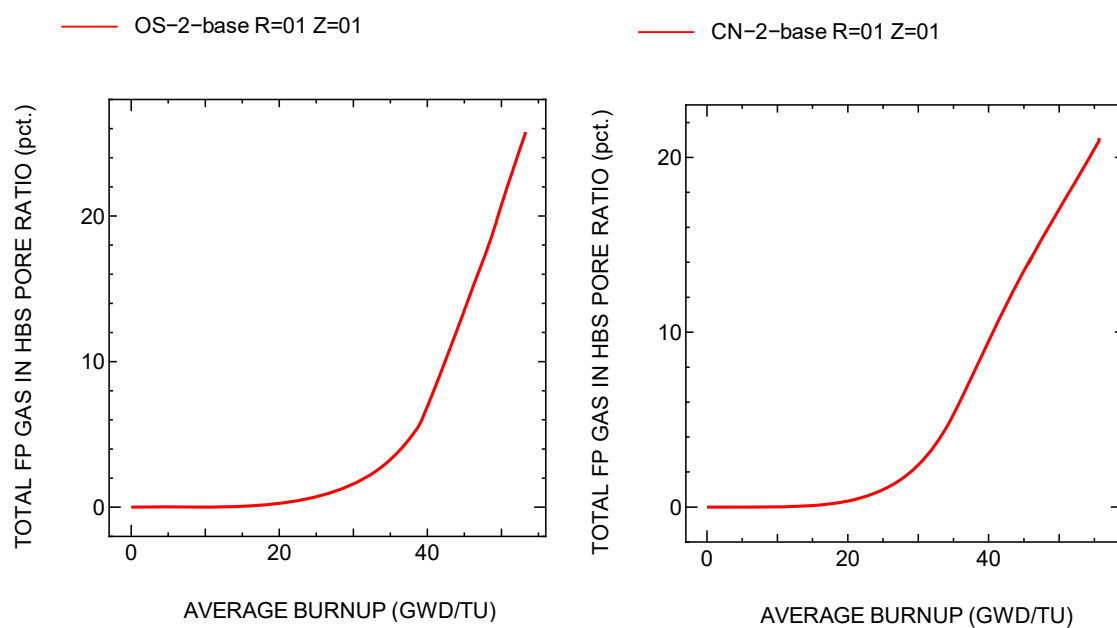 OS−2−base R=01 Z=01
TOTAL FP GAS IN HBS PORE RATIO (pct.)
20
10
0
0 20 40
AVERAGE BURNUP (GWD/TU)
CN−2−base R=01 Z=01
TOTAL FP GAS IN HBS PORE RATIO (pct.)
20
10
0
0 20 40
AVERAGE BURNUP (GWD/TU)